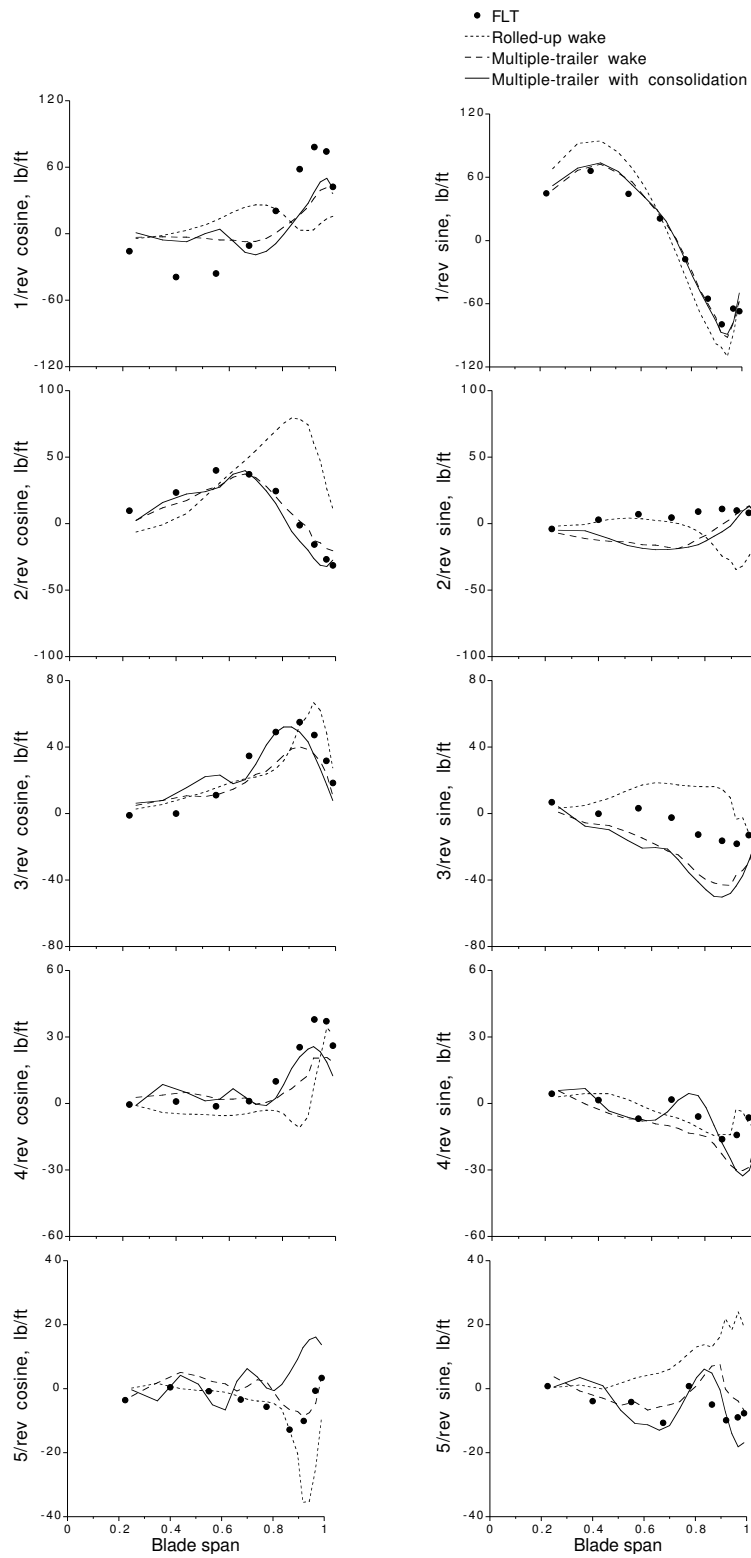 FLT
Rolled-up wake
Multiple-trailer wake
Multiple-trailer with consolidation
120
60
0
-60
-120
1/rev cosine, lb/ft
120
60
0
-60
-120
1/rev sine, lb/ft
100
50
0
-50
-100
2/rev cosine, lb/ft
100
50
0
-50
-100
2/rev sine, lb/ft
80
40
0
-40
-80
3/rev cosine, lb/ft
80
40
0
-40
-80
3/rev sine, lb/ft
60
30
0
-30
-60
4/rev cosine, lb/ft
60
30
0
-30
-60
4/rev sine, lb/ft
40
20
0
-20
-40
5/rev cosine, lb/ft
0 0.2 0.4 0.6 0.8 1
Blade span
40
20
0
-20
-40
5/rev sine, lb/ft
0 0.2 0.4 0.6 0.8 1
Blade span